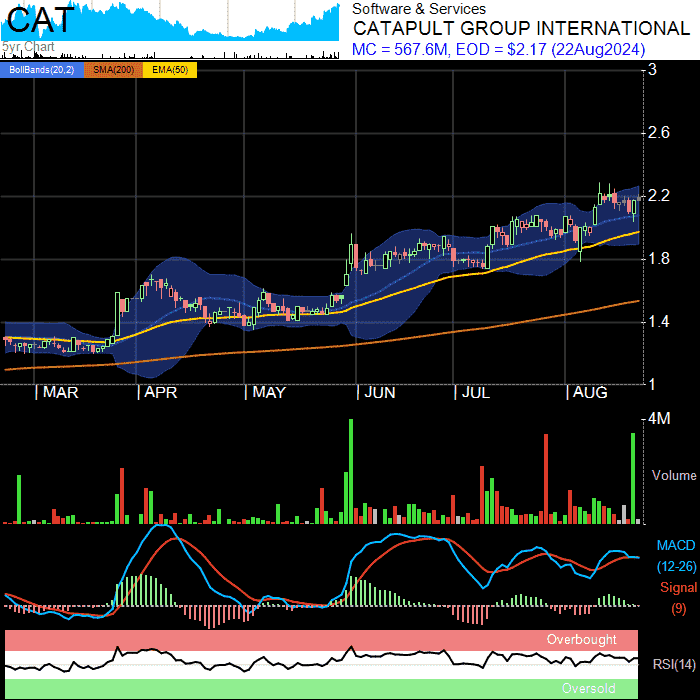 CAT
5yr.Chart
Software & Services
CATAPULT GROUP INTERNATIONAL
MC = 567.6M, EOD = $2.17 (22Aug2024)
BollBands(20,2) SMA(200) EMA(50)
3
2.6
2.2
1.8
1.4
1
| MAR | APR | MAY | JUN | JUL | AUG
4M
Volume
MACD
(12-26)
Signal
(9)
Overbought
RSI(14)
Oversold